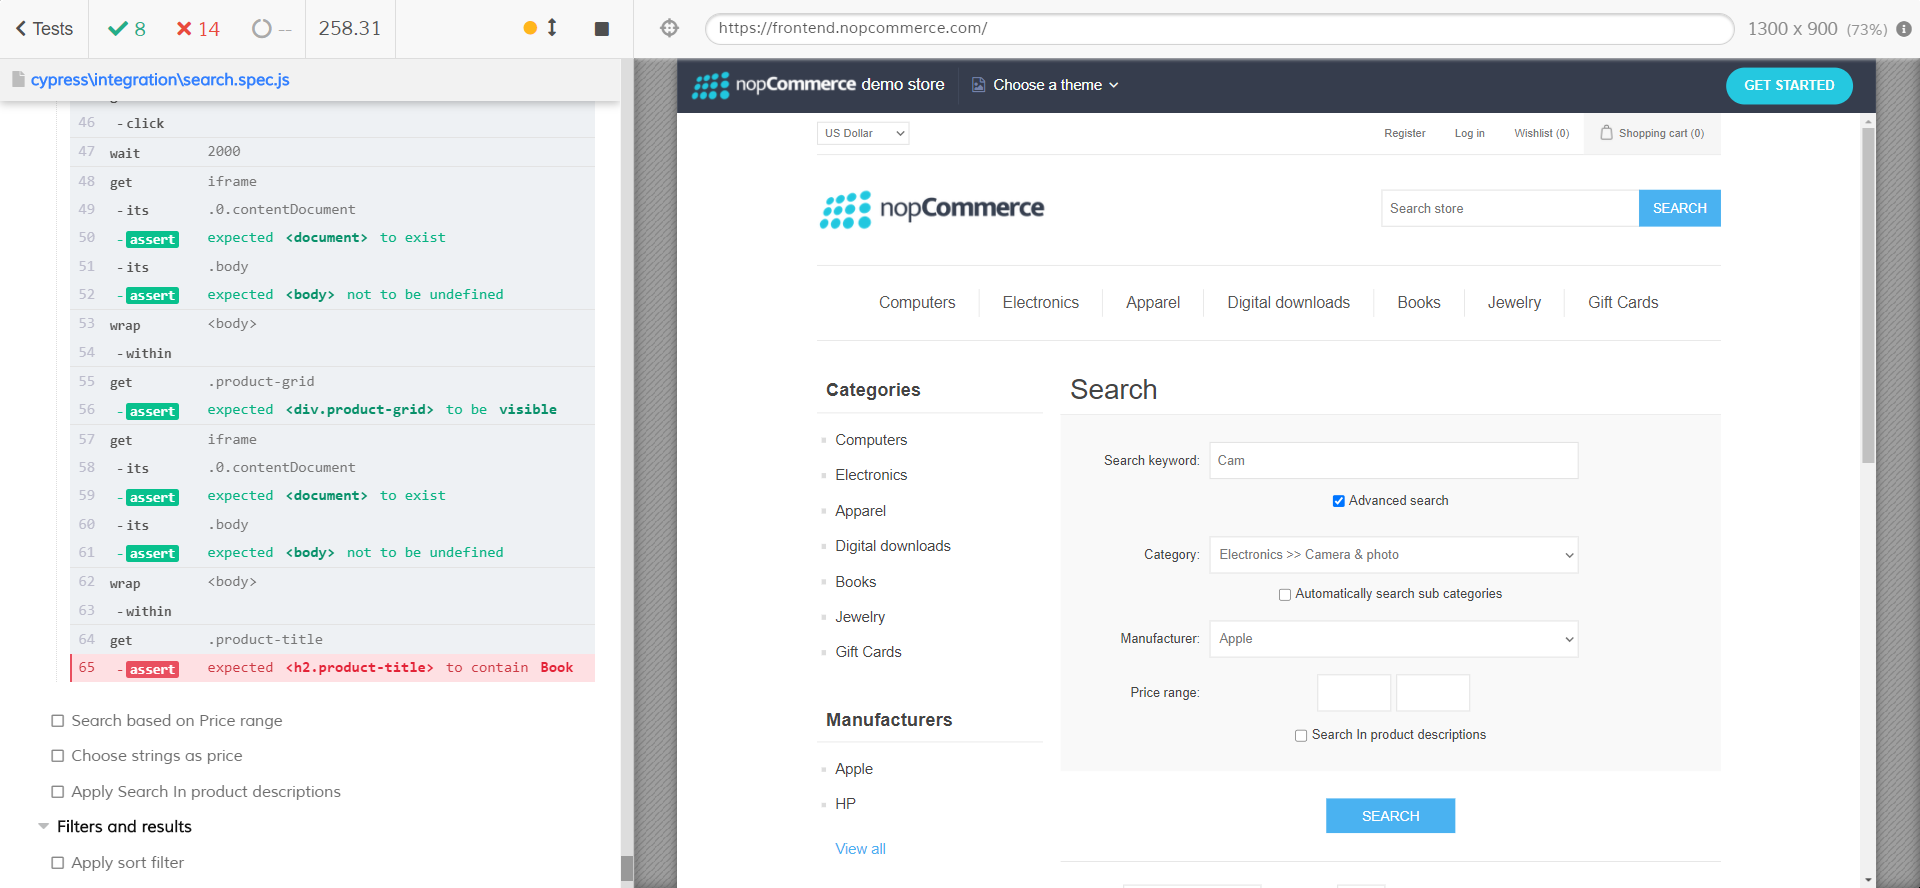 Tests
8
14
--
258.31
https://frontend.nopcommerce.com/
1300 x 900 (73%)
cypress\integration\search.spec.js
46 -click
47 wait 2000
48 get iframe
49 -its .0.contentDocument
50 -assert expected <document> to exist
51 -its .body
52 -assert expected <body> not to be undefined
53 wrap <body>
54 -within
55 get .product-grid
56 -assert expected <div.product-grid> to be visible
57 get iframe
58 -its .0.contentDocument
59 -assert expected <document> to exist
60 -its .body
61 -assert expected <body> not to be undefined
62 wrap <body>
63 -within
64 get .product-title
65 -assert expected <h2.product-title> to contain Book
Search based on Price range
Choose strings as price
Apply Search In product descriptions
Filters and results
Apply sort filter
nopCommerce demo store
Choose a theme
GET STARTED
US Dollar
Register
Log in
Wishlist (0)
Shopping cart (0)
nopCommerce
Search store
SEARCH
Computers
Electronics
Apparel
Digital downloads
Books
Jewelry
Gift Cards
Categories
Computers
Electronics
Apparel
Digital downloads
Books
Jewelry
Gift Cards
Manufacturers
Apple
HP
View all
Search
Search keyword: Cam
Advanced search
Category: Electronics >> Camera & photo
Automatically search sub categories
Manufacturer: Apple
Price range:
Search In product descriptions
SEARCH